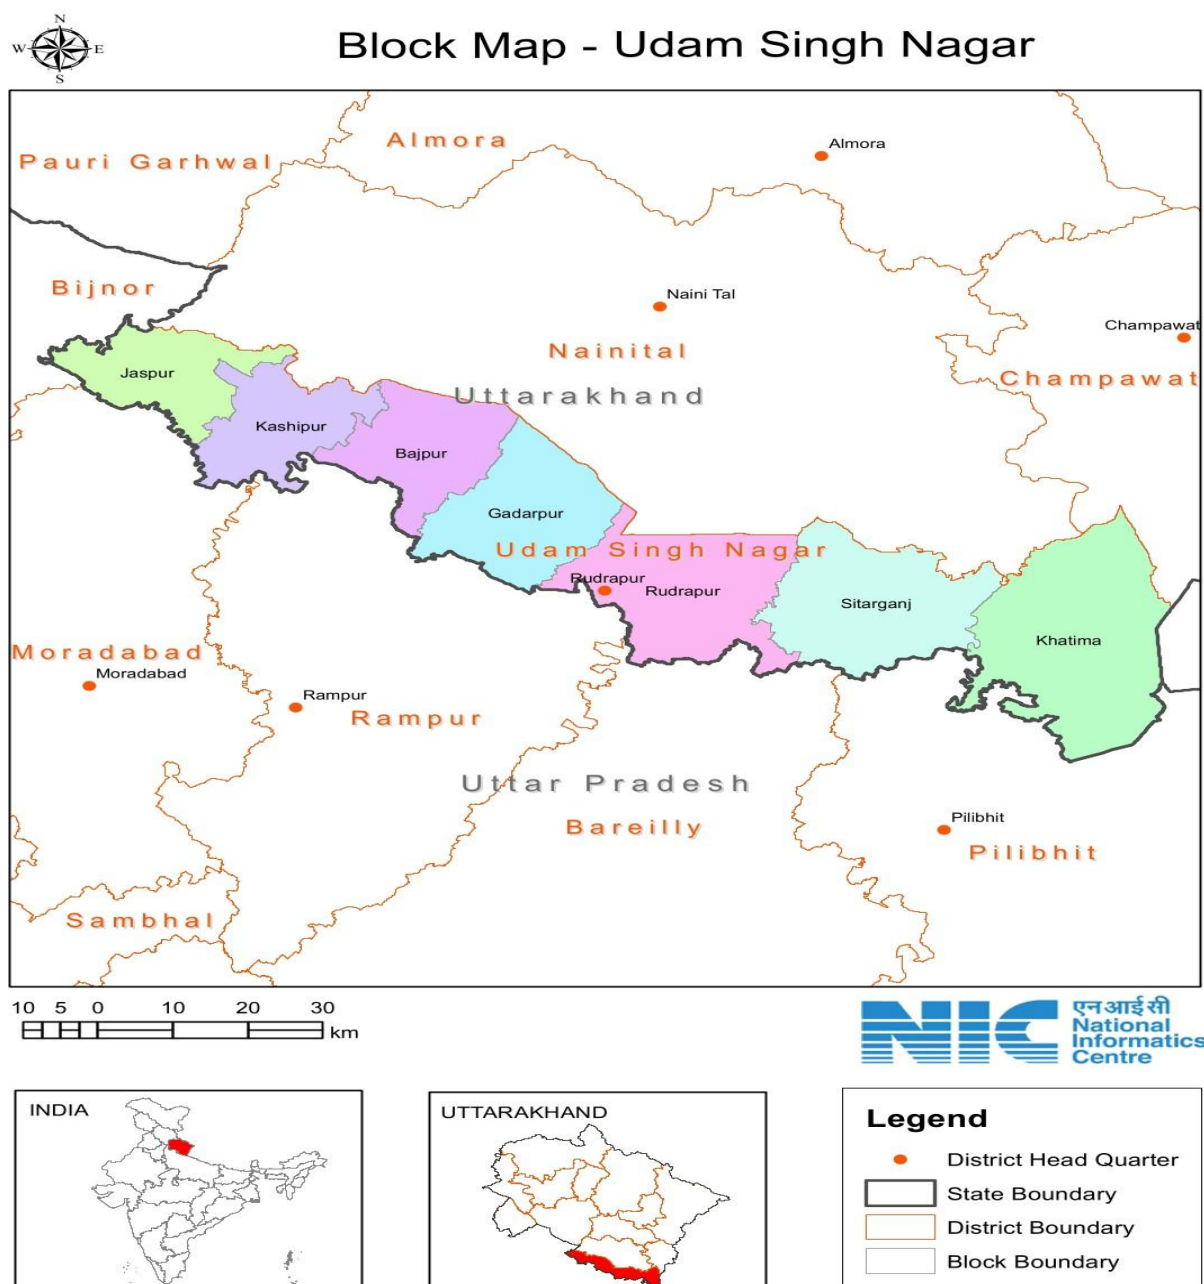 N
W E
S
Block Map - Udam Singh Nagar
Almora
Almora
Pauri Garhwal
Bijnor
Naini Tal
Champawat
Nainital
Jaspur
Champawat
Uttarakhand
Kashipur
Bajpur
Gadarpur
Udam Singh Nagar
Rudrapur
Rudrapur
Sitarganj
Khatima
Moradabad
Moradabad
Rampur
Rampur
Uttar Pradesh
Pilibhit
Bareilly
Pilibhit
Sambhal
10 5 0 10 20 30
km
NIC
एन आई सी
National
Informatics
Centre
INDIA
UTTARAKHAND
Legend
District Head Quarter
State Boundary
District Boundary
Block Boundary